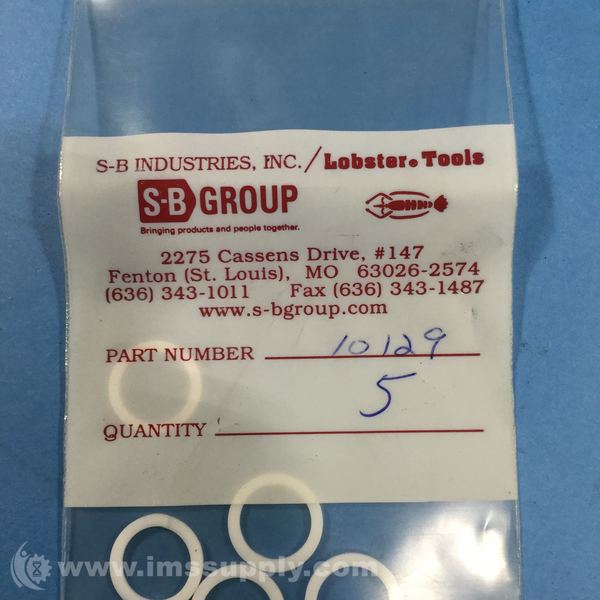 S-B INDUSTRIES, INC./Lobster® Tools
S-B GROUP
Bringing products and people together.
2275 Cassens Drive, #147
Fenton (St. Louis), MO 63026-2574
(636) 343-1011 Fax (636) 343-1487
www.s-bgroup.com
PART NUMBER 10129
5
QUANTITY
www.imssupply.com